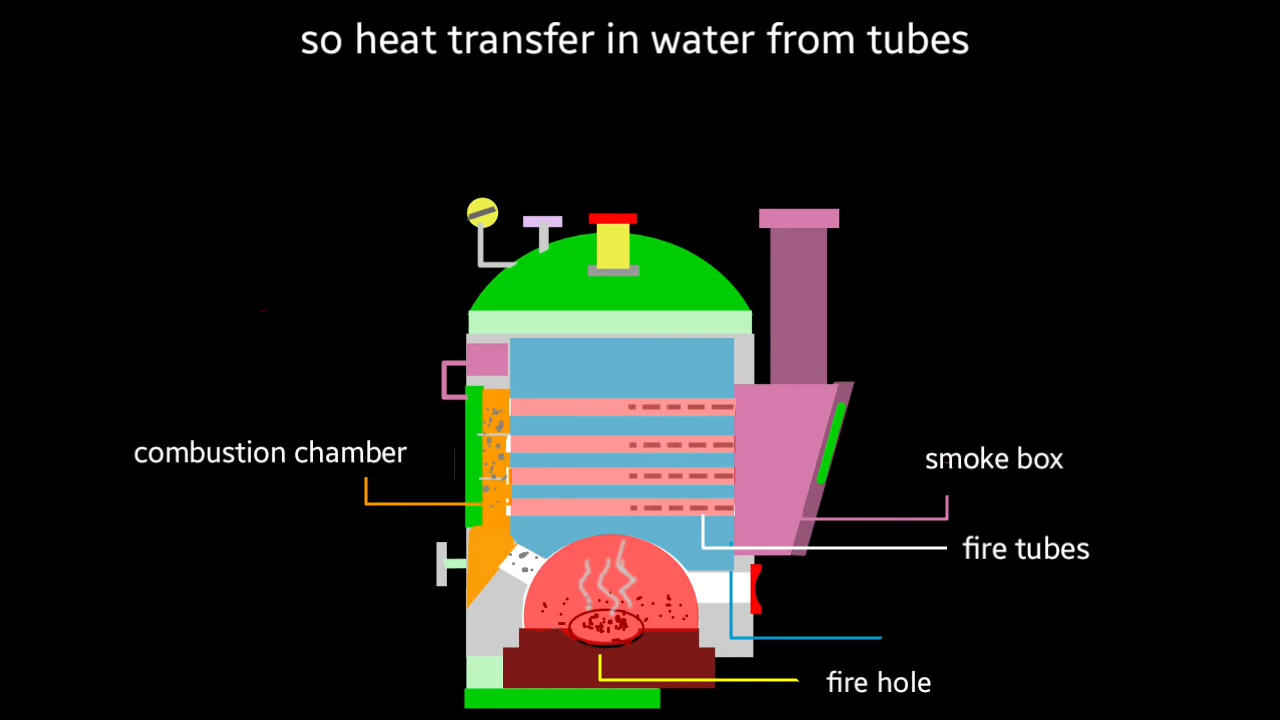 so heat transfer in water from tubes
combustion chamber
smoke box
fire tubes
fire hole